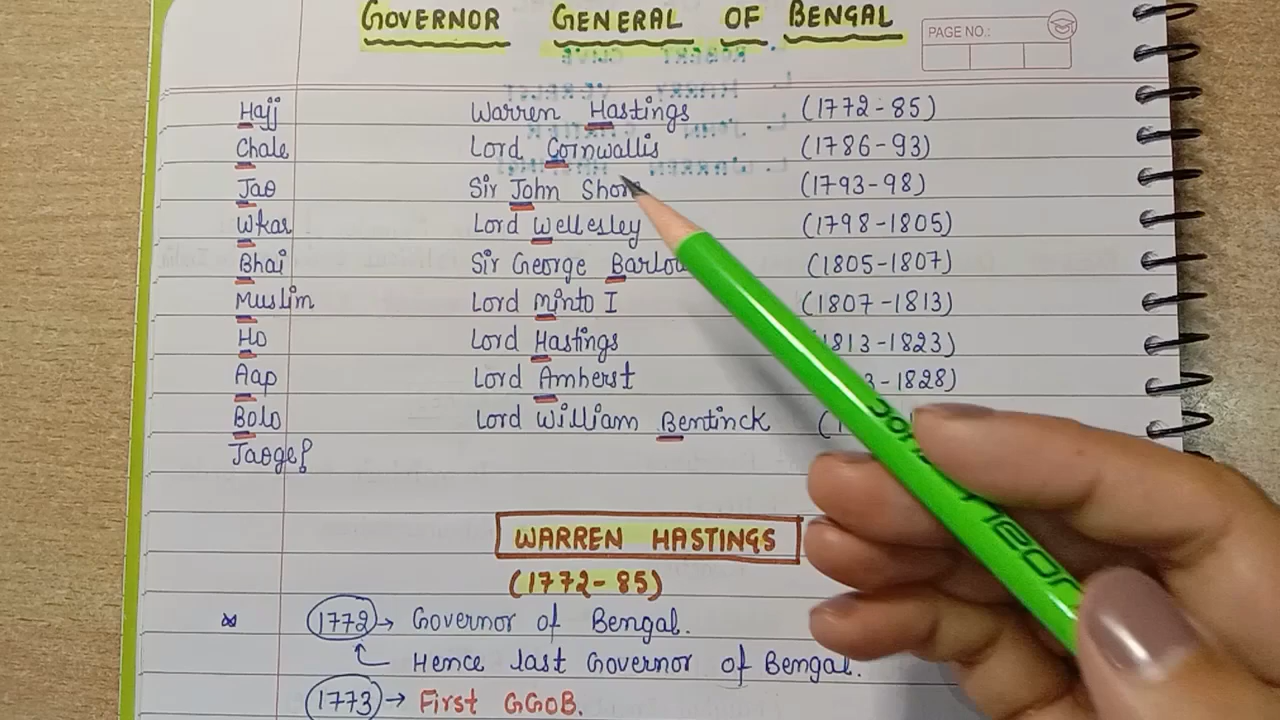 GOVERNOR GENERAL OF BENGAL
PAGE NO.:
Hajj Warren Hastings (1772-85)
Chale Lord Cornwallis (1786-93)
Jao Sir John Shore (1793-98)
Wkar Lord Wellesley (1798-1805)
Bhai Sir George Barlow (1805-1807)
Muslim Lord Minto I (1807-1813)
Ho Lord Hastings 1813-1823)
Aap Lord Amherst 3-1828)
Bolo Lord William Bentinck (1
Jaoge?
WARREN HASTINGS
(1772-85)
1772 → Governor of Bengal.
Hence last Governor of Bengal.
1773 → First GGOB.